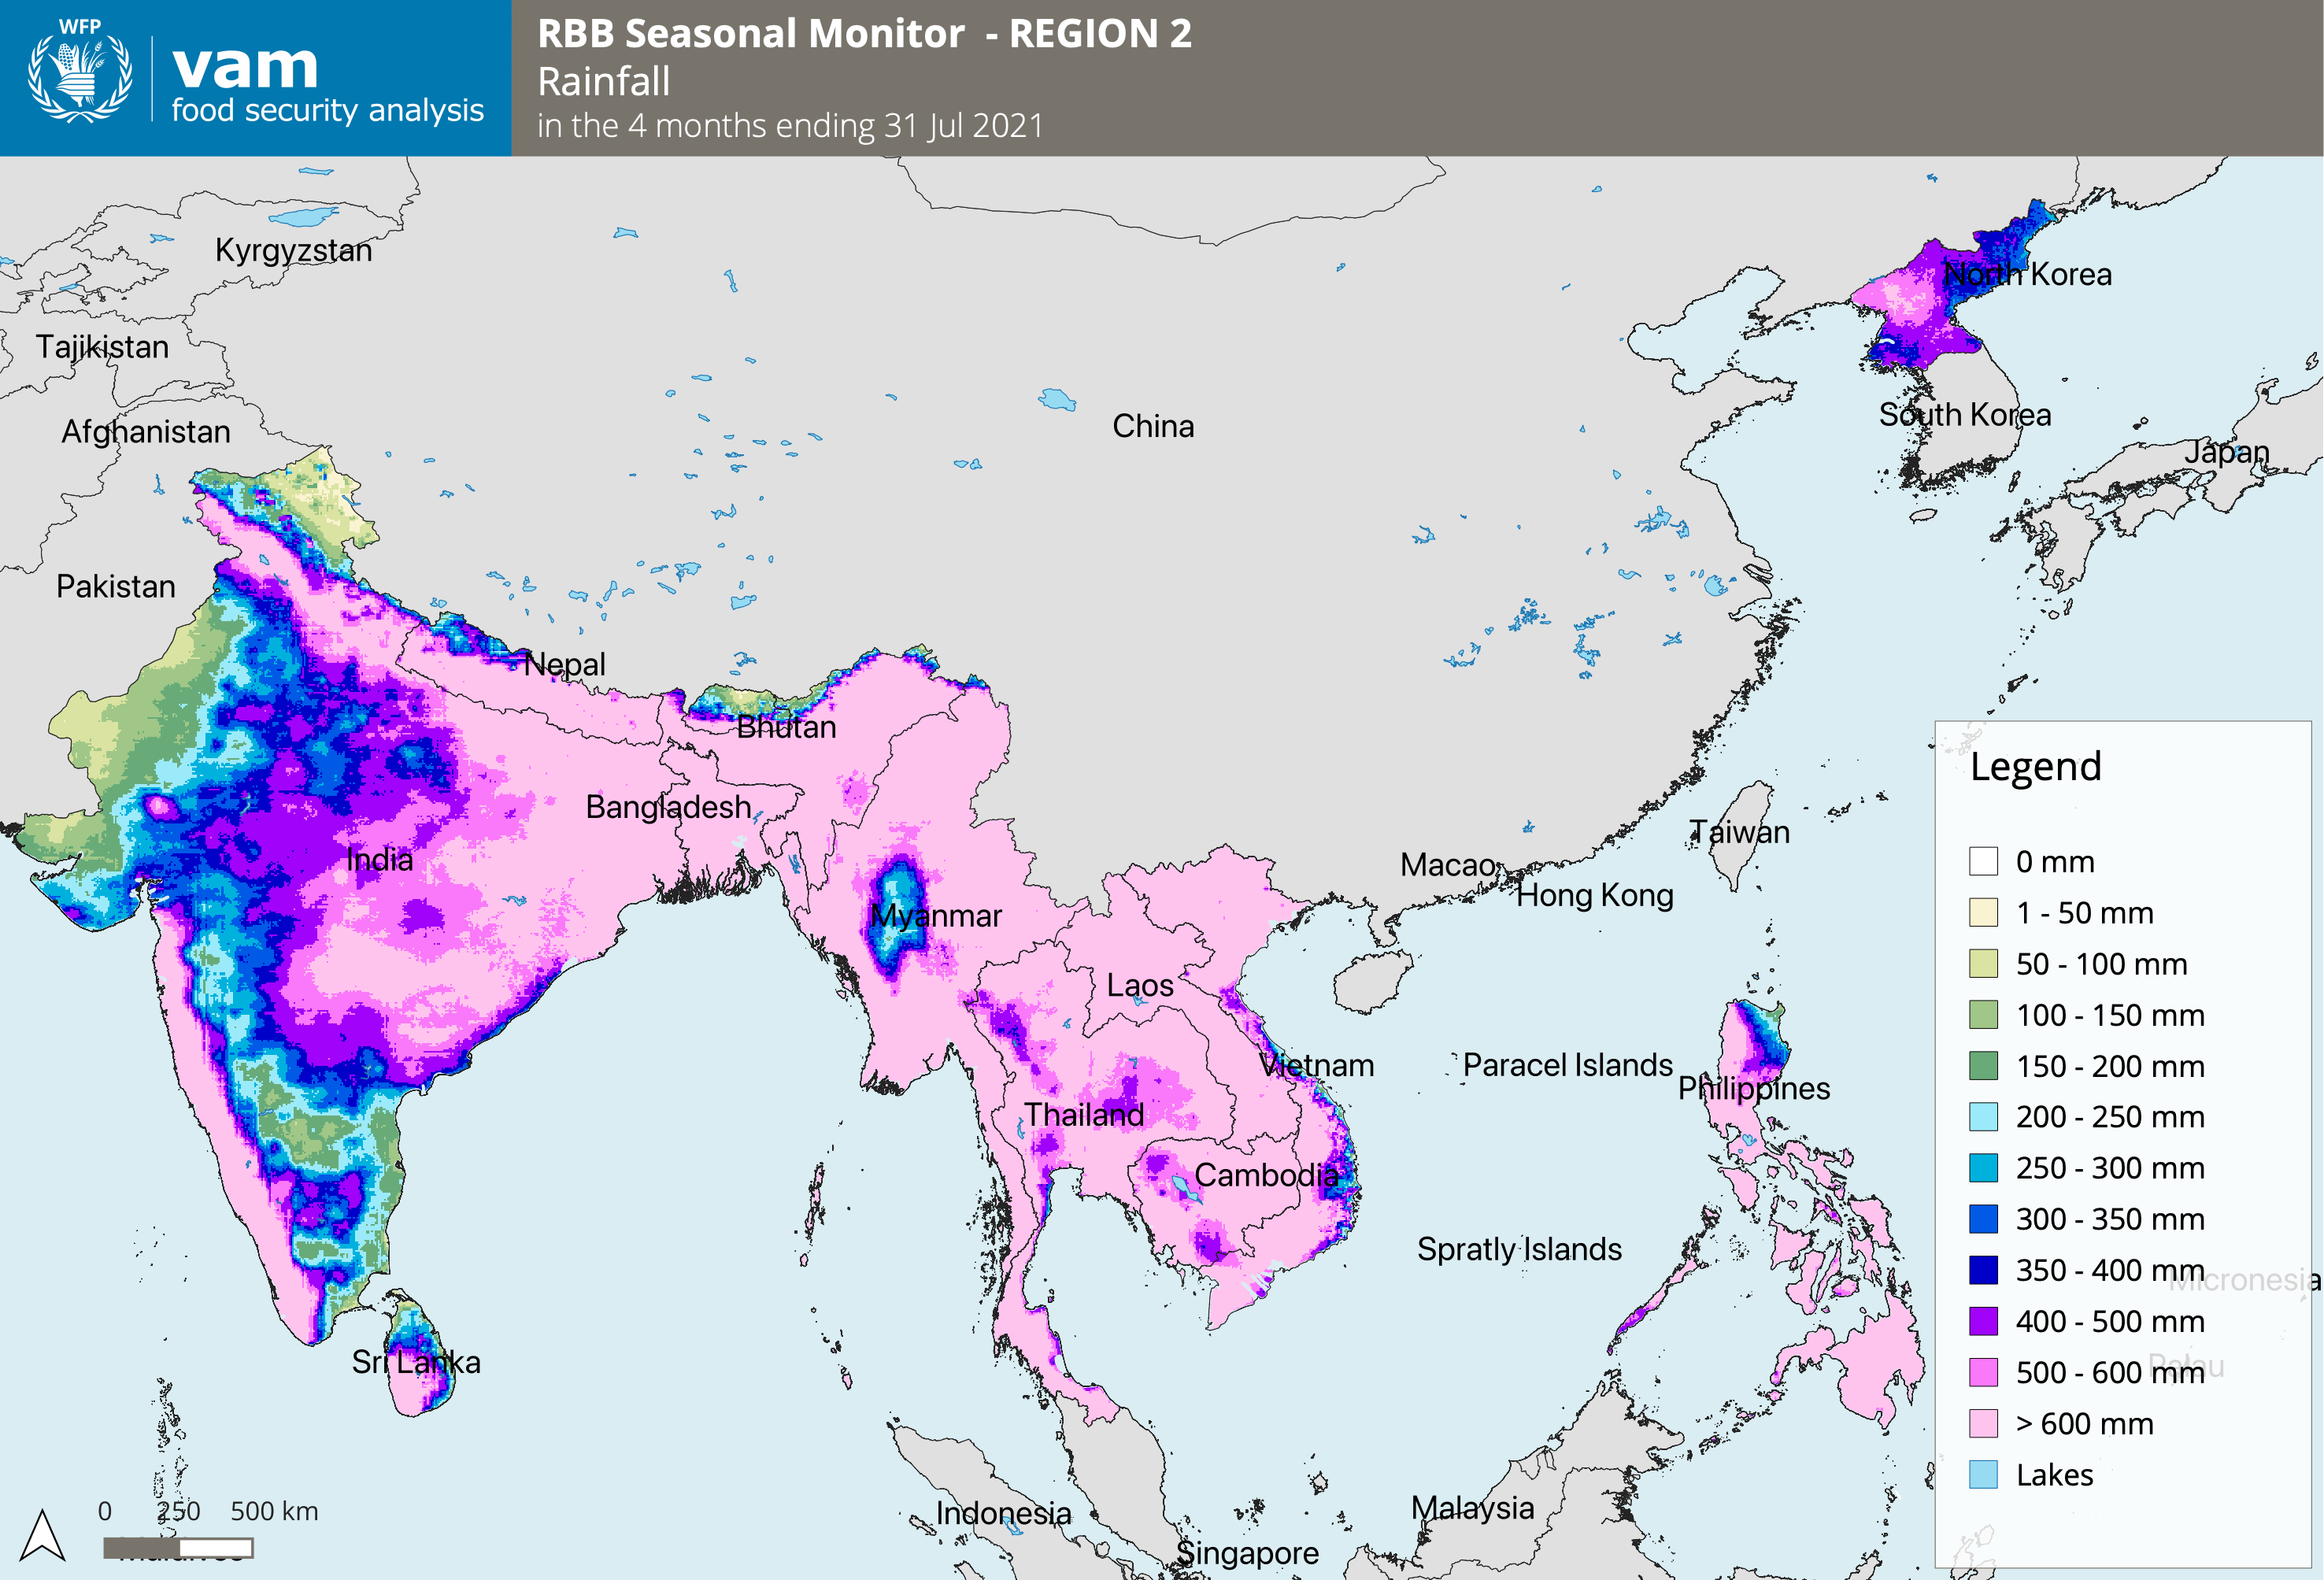 WFP
vam
food security analysis
RBB Seasonal Monitor - REGION 2
Rainfall
in the 4 months ending 31 Jul 2021
Kyrgyzstan
North Korea
Tajikistan
South Korea
Afghanistan
China
Japan
Pakistan
Nepal
Bhutan
Bangladesh
Taiwan
India
Macao
Hong Kong
Myanmar
Laos
Vietnam
Paracel Islands
Philippines
Thailand
Cambodia
Spratly Islands
Sri Lanka
Micronesia
Palau
Indonesia
Malaysia
Singapore
Maldives
Legend
0 mm
1 - 50 mm
50 - 100 mm
100 - 150 mm
150 - 200 mm
200 - 250 mm
250 - 300 mm
300 - 350 mm
350 - 400 mm
400 - 500 mm
500 - 600 mm
> 600 mm
Lakes
0 250 500 km